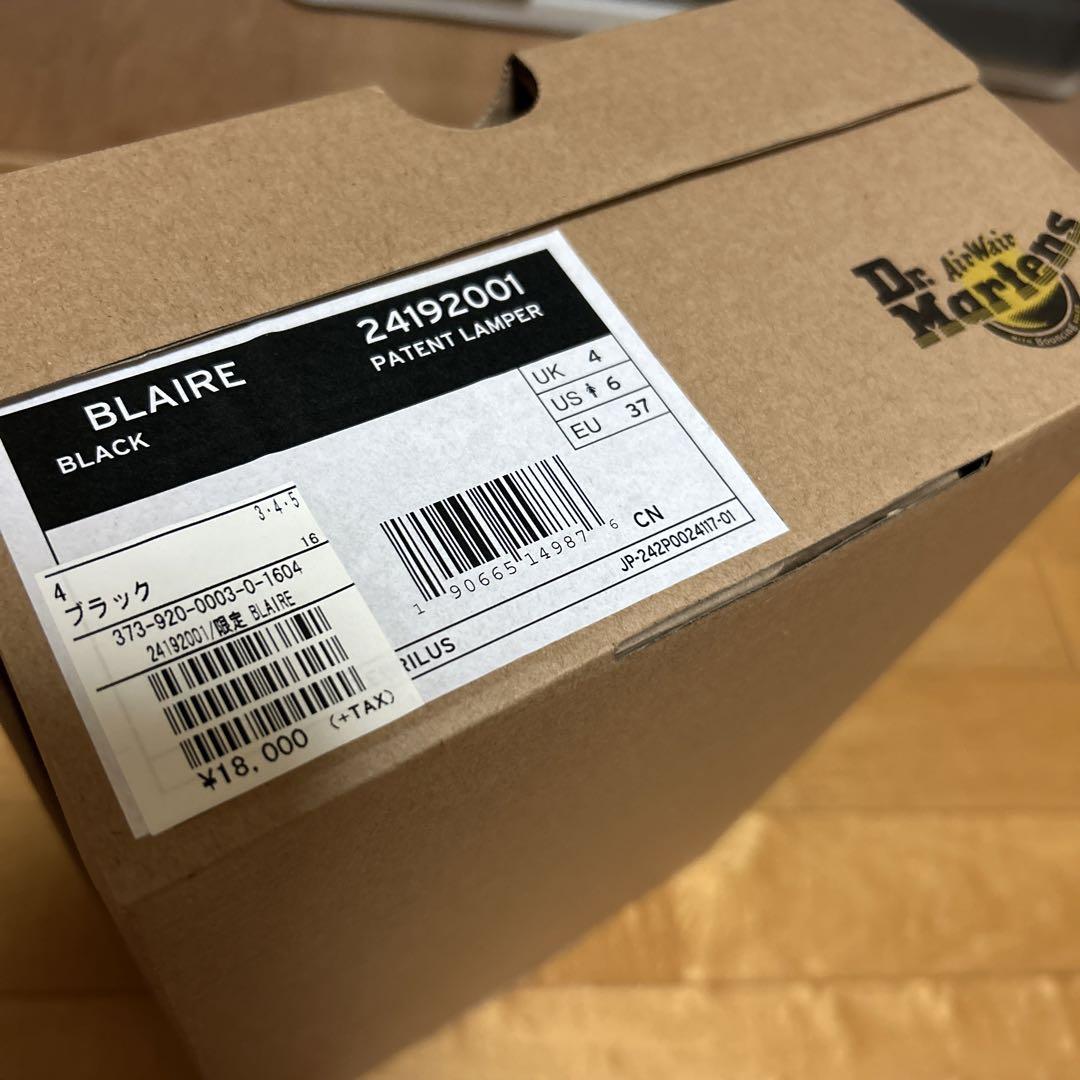 Dr. Martens
AirWair
WITH
BLAIRE
24192001
BLACK
PATENT LAMPER
UK 4
US 6
EU 37
1 90665 14987 6
CN
JP-242P0024117-01
RILUS
3・4・5
4
16
ブラック
373-920-0003-0-1604
24192001/限定 BLAIRE
¥18,000 (+TAX)